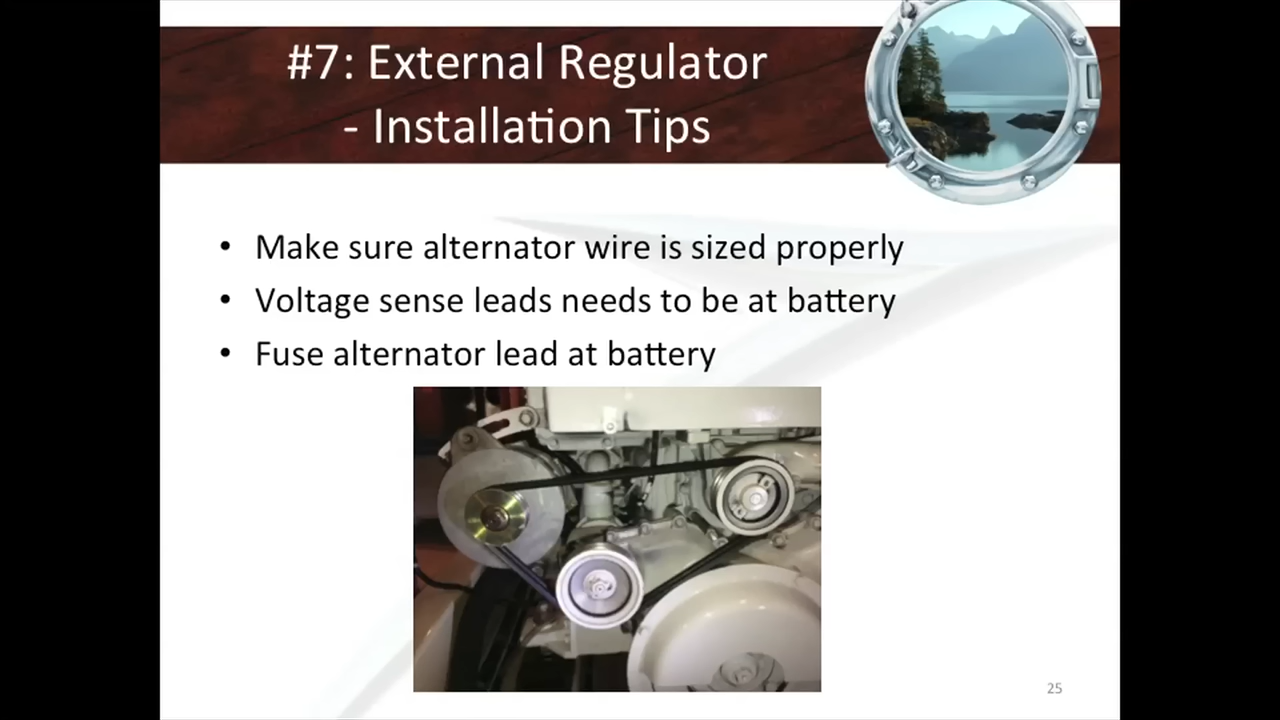 #7: External Regulator
- Installation Tips
• Make sure alternator wire is sized properly
• Voltage sense leads needs to be at battery
• Fuse alternator lead at battery
25